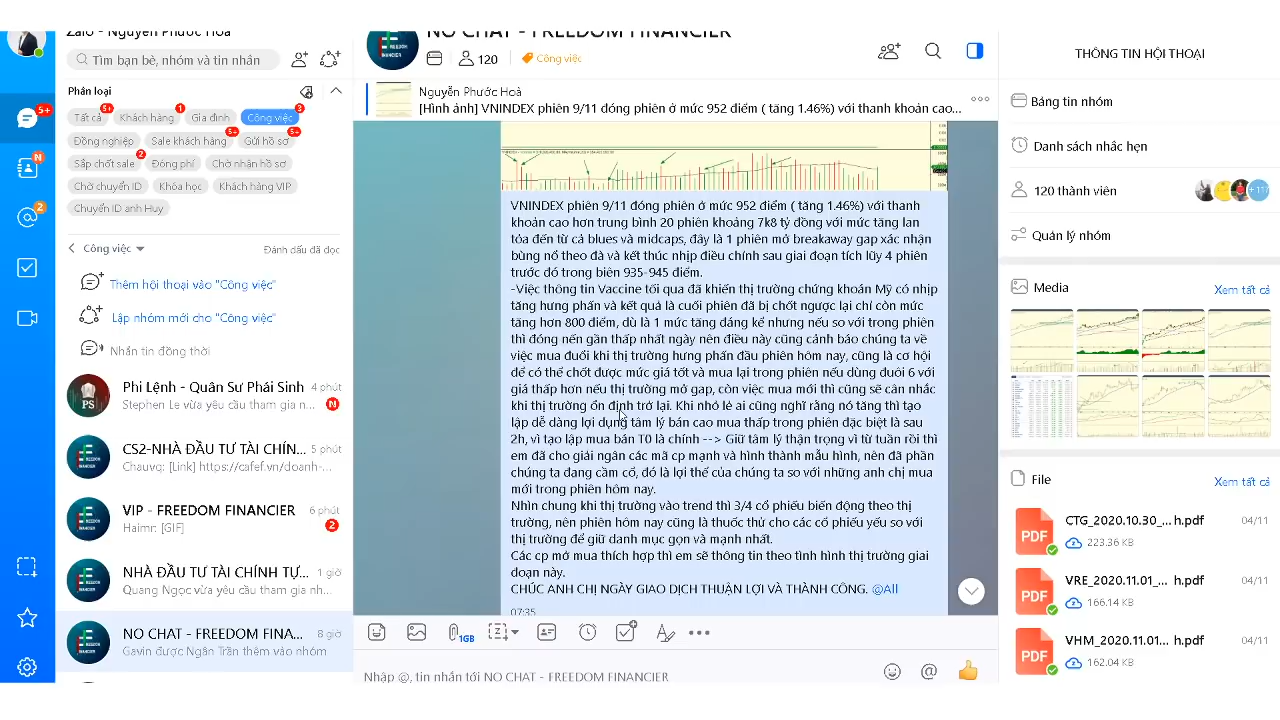 Zalo - Nguyễn Phước Hoà
Tìm bạn bè, nhóm và tin nhắn
Phân loại
Tất cả 5+
Khách hàng 1
Gia đình
Công việc 3
Đồng nghiệp
Sale khách hàng 5+
Gửi hồ sơ 5+
Sắp chốt sale 2
Đông phí
Chờ nhận hồ sơ
Chờ chuyển ID
Khóa học
Khách hàng VIP
Chuyển ID anh Huy
Công việc
Đánh dấu đã đọc
Thêm hội thoại vào "Công việc"
Lập nhóm mới cho "Công việc"
Nhắn tin đồng thời
Phi Lệnh - Quân Sư Phái Sinh 4 phút
Stephen Le vừa yêu cầu tham gia n... N
CS2-NHÀ ĐẦU TƯ TÀI CHÍN...
Chauvq: [Link] https://cafef.vn/doanh-...
VIP - FREEDOM FINANCIER 6 phút
Haimr: [GIF] 2
NHÀ ĐẦU TƯ TÀI CHÍNH TỰ... 1 giờ
Quang Ngọc vừa yêu cầu tham gia nh...
NO CHAT - FREEDOM FINA... 8 giờ
Gavin được Ngân Trần thêm vào nhóm
5+
N
2
NO CHAT - FREEDOM FINANCIER
120
Công việc
Nguyễn Phước Hoà
[Hình ảnh] VNINDEX phiên 9/11 đóng phiên ở mức 952 điểm ( tăng 1.46%) với thanh khoản cao...
VNINDEX phiên 9/11 đóng phiên ở mức 952 điểm ( tăng 1.46%) với thanh
khoản cao hơn trung bình 20 phiên khoảng 7k8 tỷ đồng với mức tăng lan
tỏa đến từ cả blues và midcaps, đây là 1 phiên mở breakaway gap xác nhận
bùng nổ theo đà và kết thúc nhịp điều chính sau giai đoạn tích lũy 4 phiên
trước đó trong biên 935-945 điểm.
-Việc thông tin Vaccine tối qua đã khiến thị trường chứng khoán Mỹ có nhịp
tăng hưng phấn và kết quả là cuối phiên đã bị chốt ngược lại chỉ còn mức
tăng hơn 800 điểm, dù là 1 mức tăng đáng kể nhưng nếu so với trong phiên
thì đóng nến gần thấp nhất ngày nên điều này cũng cảnh báo chúng ta về
việc mua đuổi khi thị trường hưng phấn đầu phiên hôm nay, cũng là cơ hội
để có thể chốt được mức giá tốt và mua lại trong phiên nếu dùng đuôi 6 với
giá thấp hơn nếu thị trường mở gap, còn việc mua mới thì cũng sẽ cân nhắc
khi thị trường ổn định trở lại. Khi nhỏ lẻ ai cũng nghĩ rằng nó tăng thì tạo
lập dễ dàng lợi dụng tâm lý bán cao mua thấp trong phiên đặc biệt là sau
2h, vì tạo lập mua bán T0 là chính --> Giữ tâm lý thận trọng vì từ tuần rồi thì
em đã cho giải ngân các mã cp mạnh và hình thành mẫu hình, nên đã phần
chúng ta đang cầm cổ, đó là lợi thế của chúng ta so với những anh chị mua
mới trong phiên hôm nay.
Nhìn chung khi thị trường vào trend thì 3/4 cổ phiếu biến động theo thị
trường, nên phiên hôm nay cũng là thuốc thử cho các cổ phiếu yếu so với
thị trường để giữ danh mục gọn và mạnh nhất.
Các cp mở mua thích hợp thì em sẽ thông tin theo tình hình thị trường giai
đoạn này.
CHÚC ANH CHỊ NGÀY GIAO DỊCH THUẬN LỢI VÀ THÀNH CÔNG. @All
07:35
1GB
Nhập @, tin nhắn tới NO CHAT - FREEDOM FINANCIER
THÔNG TIN HỘI THOẠI
Bảng tin nhóm
Danh sách nhắc hẹn
120 thành viên +117
Quản lý nhóm
Media Xem tất cả
File Xem tất cả
PDF CTG_2020.10.30_... h.pdf 04/11
223.36 KB
PDF VRE_2020.11.01_... h.pdf 04/11
166.14 KB
PDF VHM_2020.11.01... h.pdf 04/11
162.04 KB